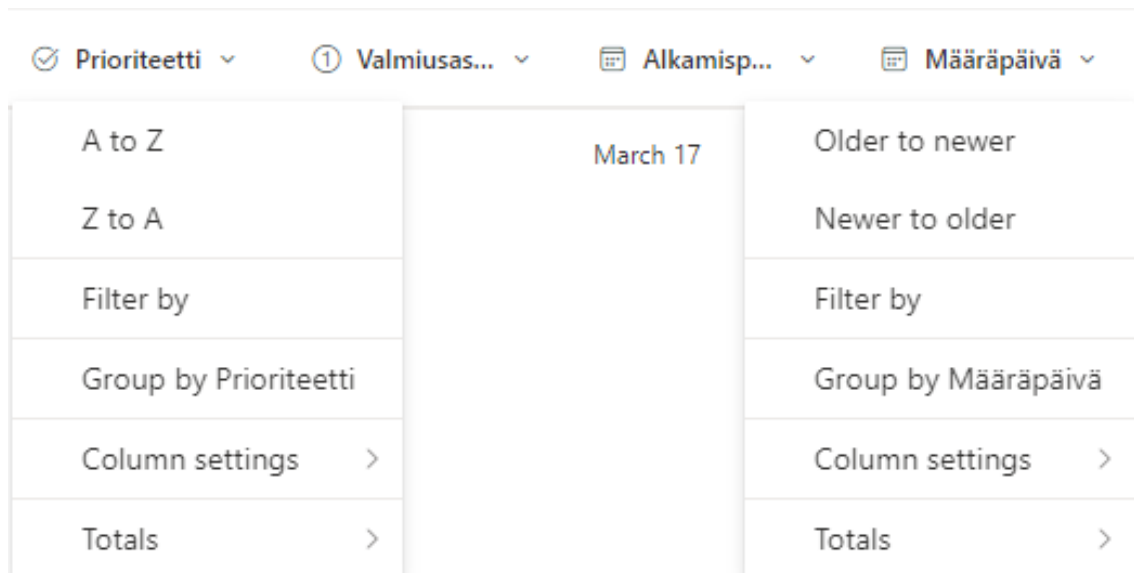 Prioriteetti
1 Valmiusas...
Alkamisp...
Määräpäivä
A to Z
Z to A
Filter by
Group by Prioriteetti
Column settings
Totals
March 17
Older to newer
Newer to older
Filter by
Group by Määräpäivä
Column settings
Totals